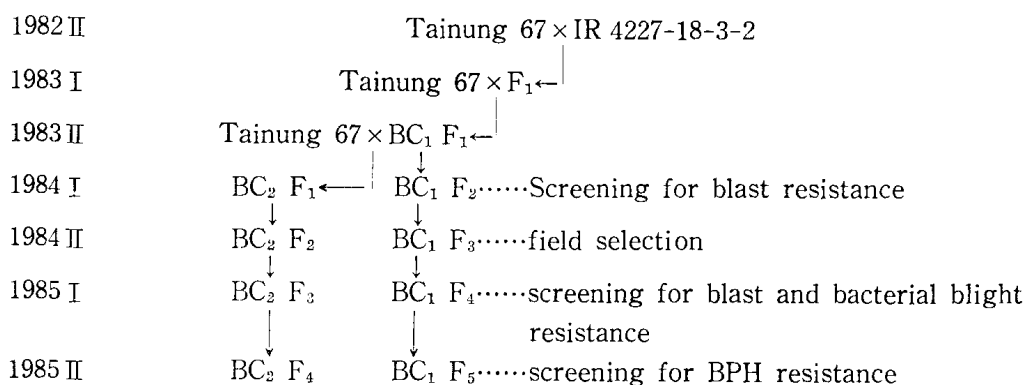 1982 II Tainung 67 × IR 4227-18-3-2
1983 I Tainung 67 × F₁←
1983 II Tainung 67 × BC₁ F₁←
1984 I BC₂ F₁← BC₁ F₂······Screening for blast resistance
1984 II BC₂ F₂ BC₁ F₃······field selection
1985 I BC₂ F₃ BC₁ F₄······screening for blast and bacterial blight
resistance
1985 II BC₂ F₄ BC₁ F₅······screening for BPH resistance